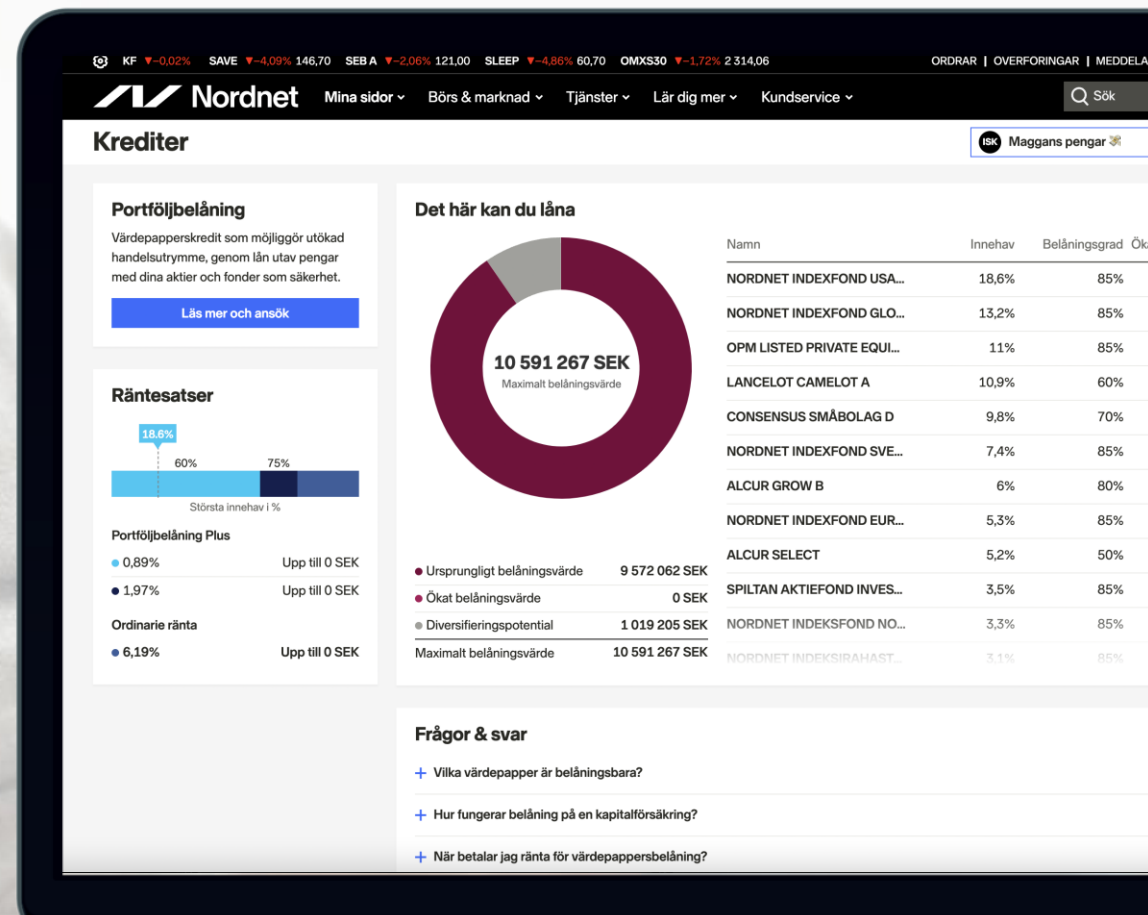 KF ▼−0,02% SAVE ▼−4,09% 146,70 SEB A ▼−2,06% 121,00 SLEEP ▼−4,86% 60,70 OMXS30 ▼−1,72% 2 314,06 ORDRAR | OVERFORINGAR | MEDDELA
Nordnet Mina sidor Börs & marknad Tjänster Lär dig mer Kundservice Sök
Krediter
ISK Maggans pengar
Portföljbelåning
Värdepapperskredit som möjliggör utökad
handelsutrymme, genom lån utav pengar
med dina aktier och fonder som säkerhet.
Läs mer och ansök
Räntesatser
18.6%
60% 75%
Största innehav i %
Portföljbelåning Plus
0,89% Upp till 0 SEK
1,97% Upp till 0 SEK
Ordinarie ränta
6,19% Upp till 0 SEK
Det här kan du låna
10 591 267 SEK
Maximalt belåningsvärde
Ursprungligt belåningsvärde 9 572 062 SEK
Ökat belåningsvärde 0 SEK
Diversifieringspotential 1 019 205 SEK
Maximalt belåningsvärde 10 591 267 SEK
Namn Innehav Belåningsgrad Öka
NORDNET INDEXFOND USA... 18,6% 85%
NORDNET INDEXFOND GLO... 13,2% 85%
OPM LISTED PRIVATE EQUI... 11% 85%
LANCELOT CAMELOT A 10,9% 60%
CONSENSUS SMÅBOLAG D 9,8% 70%
NORDNET INDEXFOND SVE... 7,4% 85%
ALCUR GROW B 6% 80%
NORDNET INDEXFOND EUR... 5,3% 85%
ALCUR SELECT 5,2% 50%
SPILTAN AKTIEFOND INVES... 3,5% 85%
NORDNET INDEKSFOND NO... 3,3% 85%
NORDNET INDEKSIRAHAST... 3,1% 85%
Frågor & svar
+ Vilka värdepapper är belåningsbara?
+ Hur fungerar belåning på en kapitalförsäkring?
+ När betalar jag ränta för värdepappersbelåning?